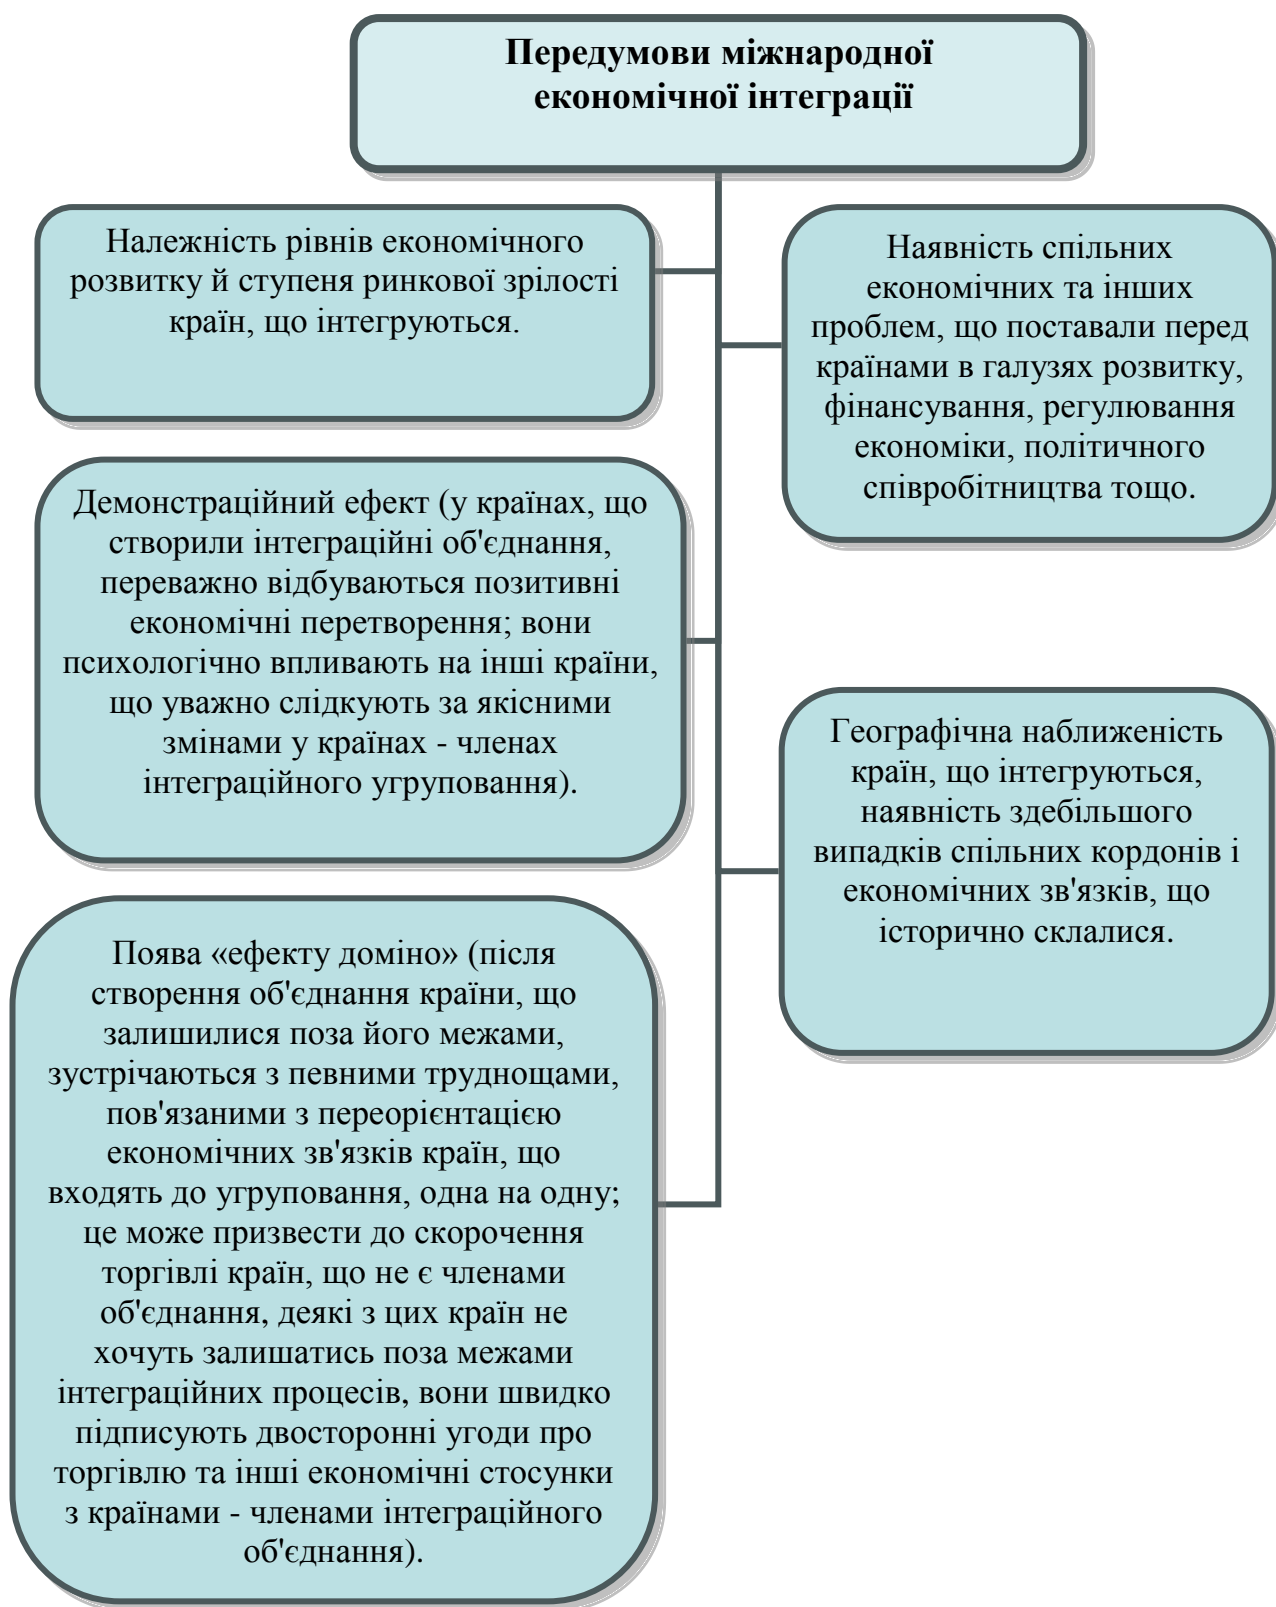 Передумови міжнародної
економічної інтеграції
Належність рівнів економічного
розвитку й ступеня ринкової зрілості
країн, що інтегруються.
Наявність спільних
економічних та інших
проблем, що поставали перед
країнами в галузях розвитку,
фінансування, регулювання
економіки, політичного
співробітництва тощо.
Демонстраційний ефект (у країнах, що
створили інтеграційні об'єднання,
переважно відбуваються позитивні
економічні перетворення; вони
психологічно впливають на інші країни,
що уважно слідкують за якісними
змінами у країнах - членах
інтеграційного угруповання).
Географічна наближеність
країн, що інтегруються,
наявність здебільшого
випадків спільних кордонів і
економічних зв'язків, що
історично склалися.
Поява «ефекту доміно» (після
створення об'єднання країни, що
залишилися поза його межами,
зустрічаються з певними труднощами,
пов'язаними з переорієнтацією
економічних зв'язків країн, що
входять до угруповання, одна на одну;
це може призвести до скорочення
торгівлі країн, що не є членами
об'єднання, деякі з цих країн не
хочуть залишатись поза межами
інтеграційних процесів, вони швидко
підписують двосторонні угоди про
торгівлю та інші економічні стосунки
з країнами - членами інтеграційного
об'єднання).